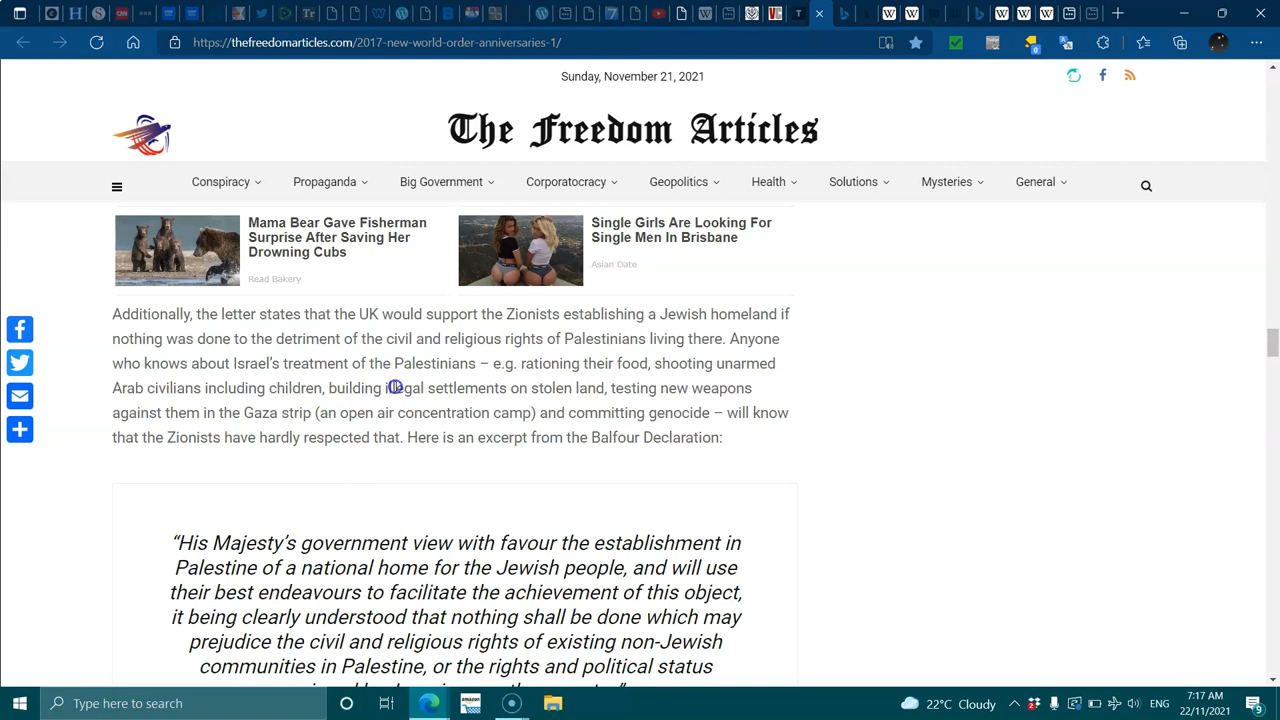 https://thefreedomarticles.com/2017-new-world-order-anniversaries-1/
Sunday, November 21, 2021
The Freedom Articles
Conspiracy
Propaganda
Big Government
Corporatocracy
Geopolitics
Health
Solutions
Mysteries
General
Mama Bear Gave Fisherman
Surprise After Saving Her
Drowning Cubs
Read Bakery
Single Girls Are Looking For
Single Men In Brisbane
Asian Date
Additionally, the letter states that the UK would support the Zionists establishing a Jewish homeland if
nothing was done to the detriment of the civil and religious rights of Palestinians living there. Anyone
who knows about Israel's treatment of the Palestinians – e.g. rationing their food, shooting unarmed
Arab civilians including children, building illegal settlements on stolen land, testing new weapons
against them in the Gaza strip (an open air concentration camp) and committing genocide – will know
that the Zionists have hardly respected that. Here is an excerpt from the Balfour Declaration:
“His Majesty’s government view with favour the establishment in
Palestine of a national home for the Jewish people, and will use
their best endeavours to facilitate the achievement of this object,
it being clearly understood that nothing shall be done which may
prejudice the civil and religious rights of existing non-Jewish
communities in Palestine, or the rights and political status
Type here to search
amazon
22°C Cloudy
7:17 AM
22/11/2021